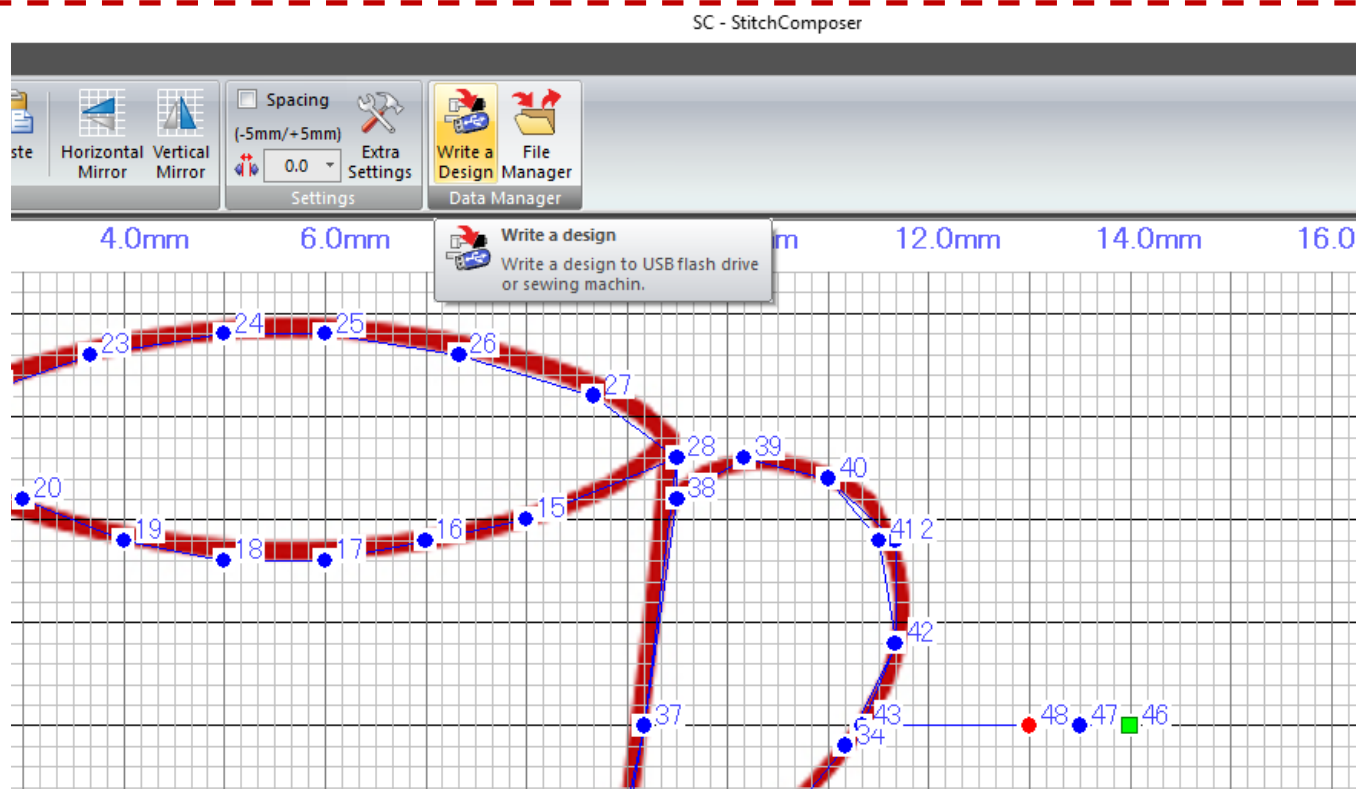 SC - StitchComposer
Spacing
(-5mm/+5mm)
ste
Horizontal Mirror
Vertical Mirror
0.0
Extra Settings
Write a Design
File Manager
Settings
Data Manager
4.0mm
6.0mm
m
12.0mm
14.0mm
16.0
Write a design
Write a design to USB flash drive
or sewing machin.
24
25
23
26
27
28
39
40
38
20
15
19
16
18
17
41
2
42
37
43
48
47
46
34